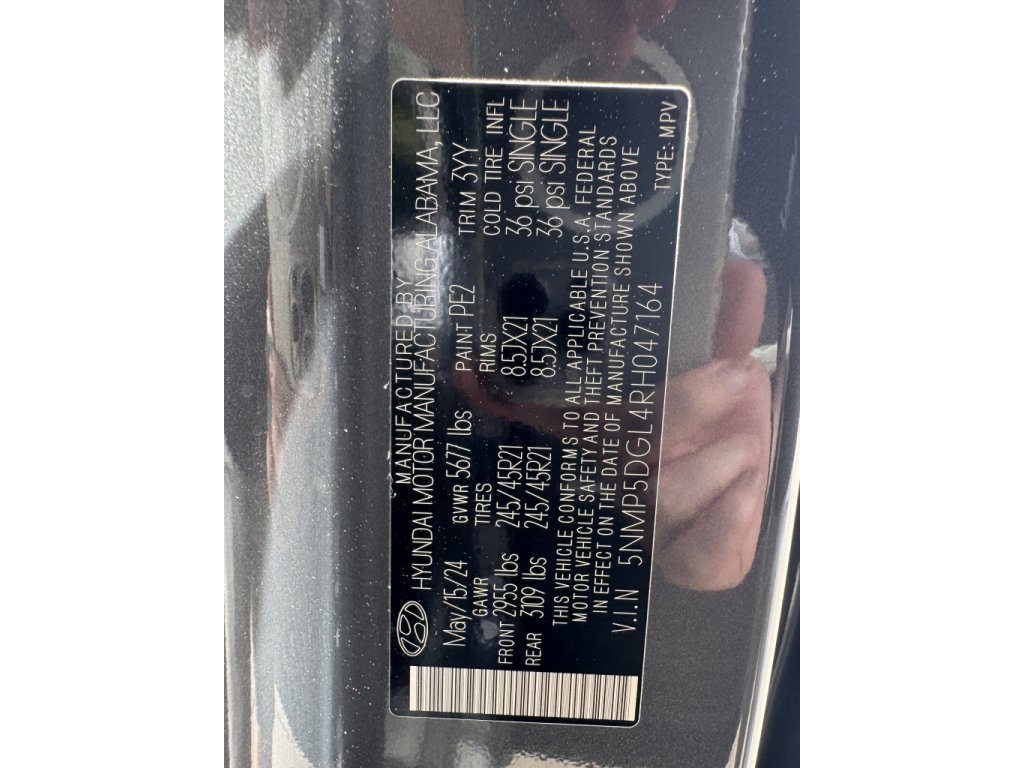 MANUFACTURED BY
HYUNDAI MOTOR MANUFACTURING ALABAMA, LLC
May/15/24 GVWR 5677 lbs PAINT PE2 TRIM 3YY
GAWR TIRES RIMS COLD TIRE INFL
FRONT 2955 lbs 245/45R21 8.5JX21 36 psi SINGLE
REAR 3109 lbs 245/45R21 8.5JX21 36 psi SINGLE
THIS VEHICLE CONFORMS TO ALL APPLICABLE U.S.A. FEDERAL
MOTOR VEHICLE SAFETY AND THEFT PREVENTION STANDARDS
IN EFFECT ON THE DATE OF MANUFACTURE SHOWN ABOVE
V.I.N 5NMP5DGL4RH047164 TYPE: MPV